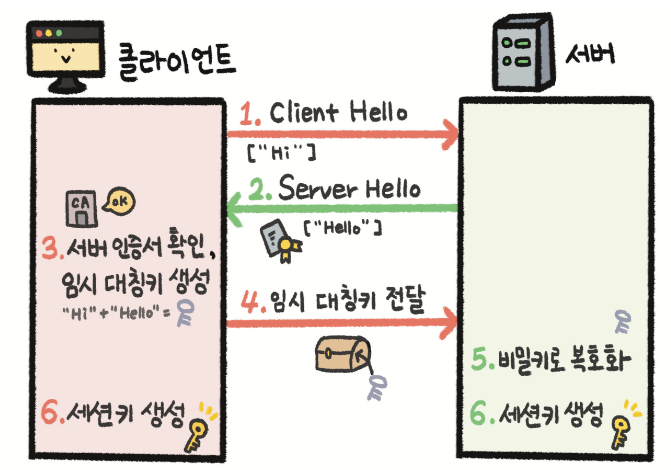 클라이언트
서버
1. Client Hello
["Hi"]
2. Server Hello
["Hello"]
CA
OK
3. 서버 인증서 확인,
임시 대칭키 생성
"Hi"+"Hello"=
4. 임시 대칭키 전달
5. 비밀키로 복호화
6. 세션키 생성
6. 세션키 생성